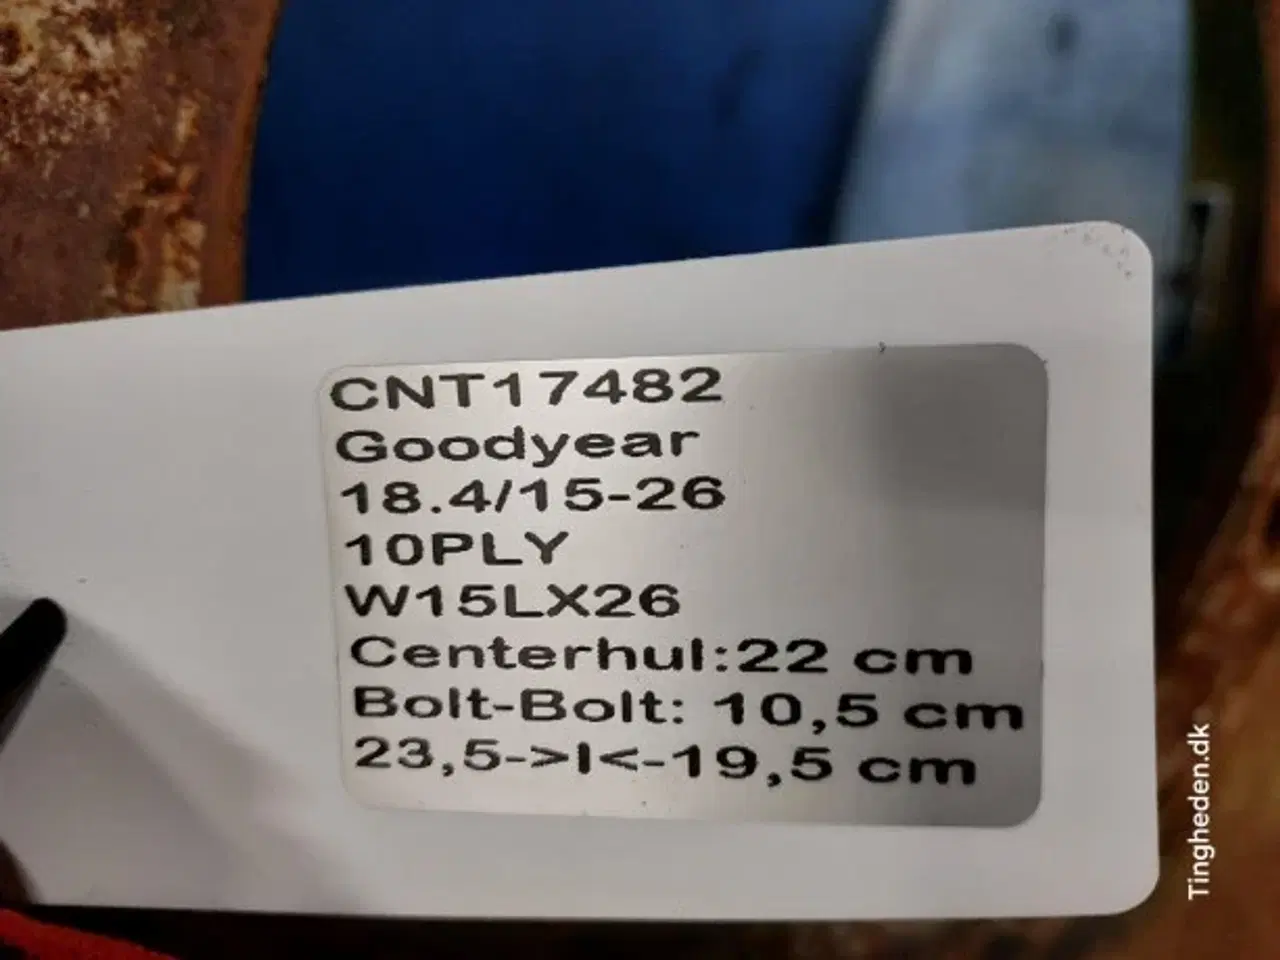 CNT17482
Goodyear
18.4/15-26
10PLY
W15LX26
Centerhul:22 cm
Bolt-Bolt: 10,5 cm
23,5->I<-19,5 cm
Tingheden.dk